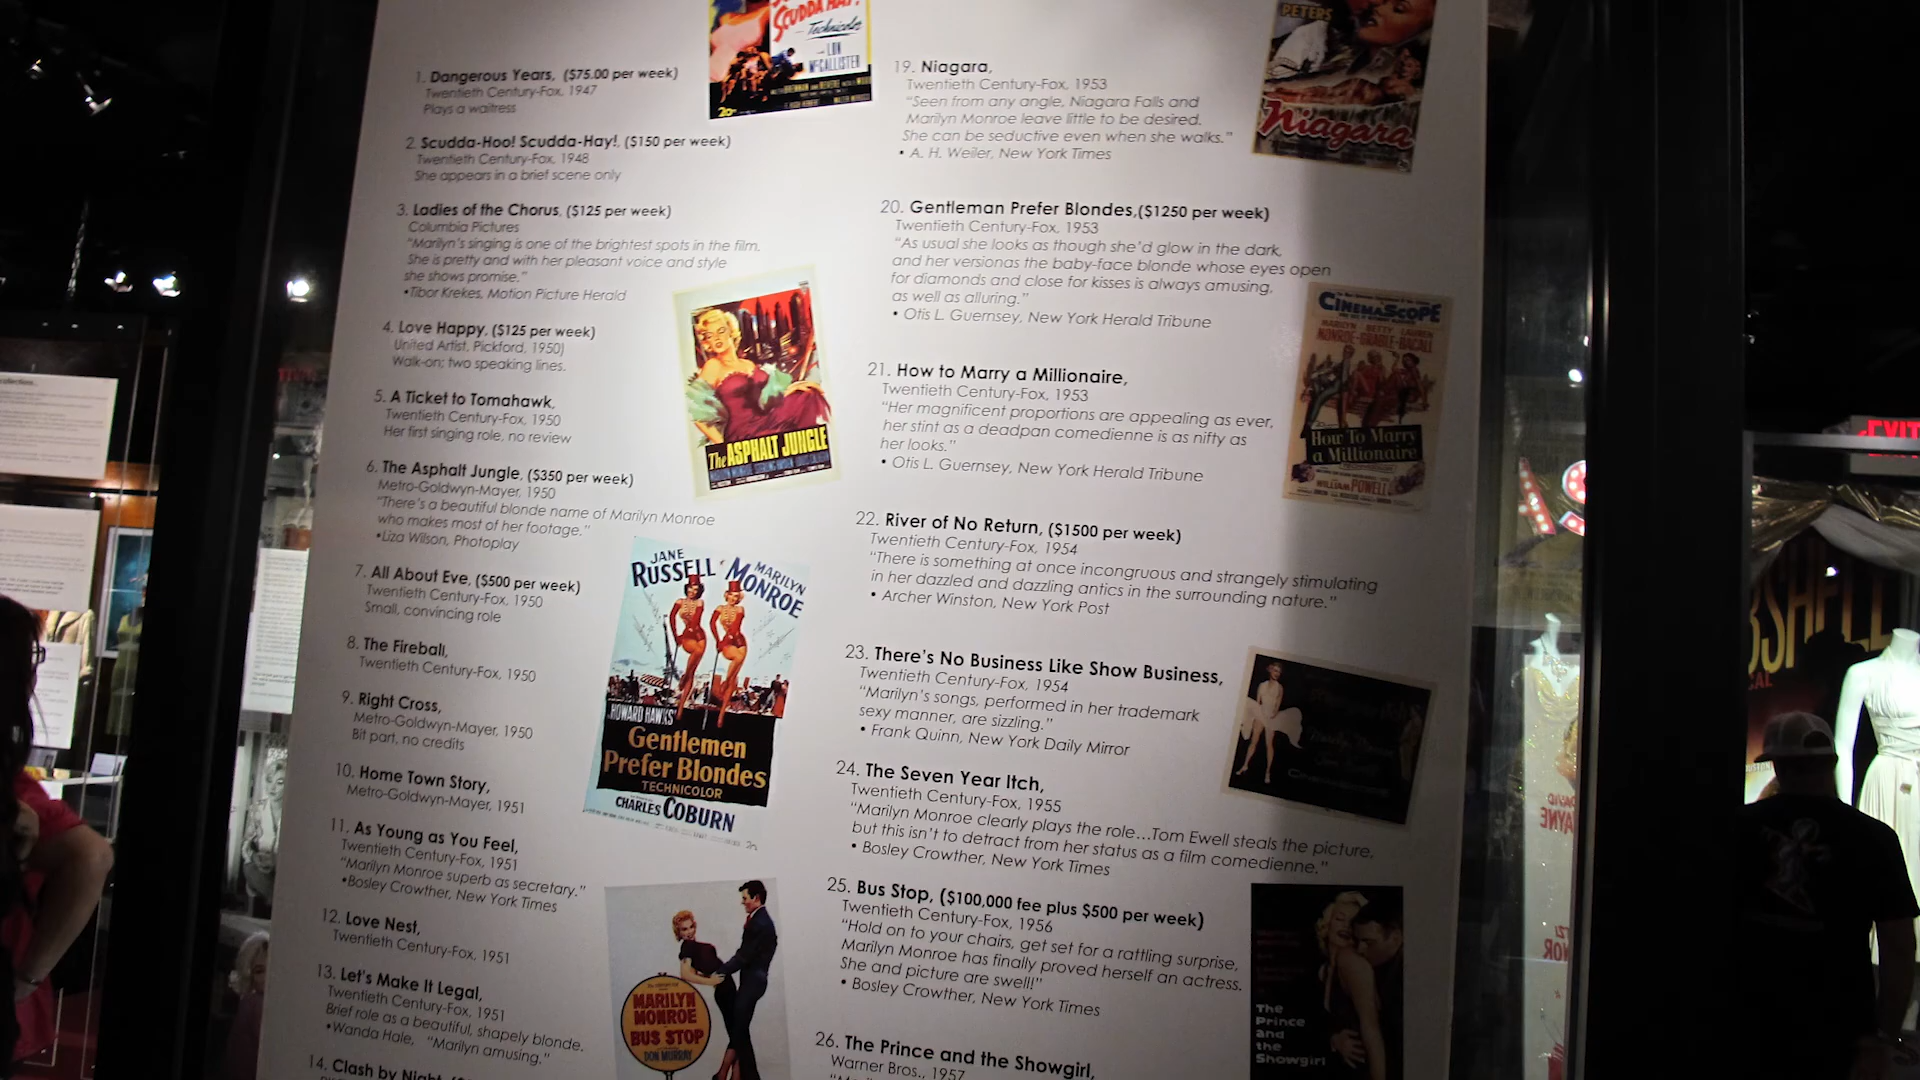 1. Dangerous Years, ($75.00 per week)
Twentieth Century-Fox, 1947
Plays a waitress
2. Scudda-Hoo! Scudda-Hay!, ($150 per week)
Twentieth Century-Fox, 1948
She appears in a brief scene only
3. Ladies of the Chorus, ($125 per week)
Columbia Pictures
"Marilyn's singing is one of the brightest spots in the film.
She is pretty and with her pleasant voice and style
she shows promise."
•Tibor Krekes, Motion Picture Herald
4. Love Happy, ($125 per week)
United Artist, Pickford, 1950)
Walk-on; two speaking lines.
5. A Ticket to Tomahawk,
Twentieth Century-Fox, 1950
Her first singing role, no review
6. The Asphalt Jungle, ($350 per week)
Metro-Goldwyn-Mayer, 1950
"There's a beautiful blonde name of Marilyn Monroe
who makes most of her footage."
•Liza Wilson, Photoplay
7. All About Eve, ($500 per week)
Twentieth Century-Fox, 1950
Small, convincing role
8. The Fireball,
Twentieth Century-Fox, 1950
9. Right Cross,
Metro-Goldwyn-Mayer, 1950
Bit part, no credits
10. Home Town Story,
Metro-Goldwyn-Mayer, 1951
11. As Young as You Feel,
Twentieth Century-Fox, 1951
"Marilyn Monroe superb as secretary."
•Bosley Crowther, New York Times
12. Love Nest,
Twentieth Century-Fox, 1951
13. Let's Make It Legal,
Twentieth Century-Fox, 1951
Brief role as a beautiful, shapely blonde.
•Wanda Hale, "Marilyn amusing."
14. Clash by Night,
SCUDDA HAY!
Technicolor
LON
McCALLISTER
20th
The ASPHALT JUNGLE
JANE
RUSSELL
MARILYN
MONROE
HOWARD HAWKS'
Gentlemen
Prefer Blondes
TECHNICOLOR
CHARLES COBURN
MARILYN
MONROE
BUS STOP
DON MURRAY
19. Niagara,
Twentieth Century-Fox, 1953
"Seen from any angle, Niagara Falls and
Marilyn Monroe leave little to be desired.
She can be seductive even when she walks."
• A. H. Weiler, New York Times
20. Gentleman Prefer Blondes,($1250 per week)
Twentieth Century-Fox, 1953
"As usual she looks as though she'd glow in the dark,
and her versionas the baby-face blonde whose eyes open
for diamonds and close for kisses is always amusing,
as well as alluring."
• Otis L. Guernsey, New York Herald Tribune
21. How to Marry a Millionaire,
Twentieth Century-Fox, 1953
"Her magnificent proportions are appealing as ever,
her stint as a deadpan comedienne is as nifty as
her looks."
• Otis L. Guernsey, New York Herald Tribune
22. River of No Return, ($1500 per week)
Twentieth Century-Fox, 1954
"There is something at once incongruous and strangely stimulating
in her dazzled and dazzling antics in the surrounding nature."
• Archer Winston, New York Post
23. There's No Business Like Show Business,
Twentieth Century-Fox, 1954
"Marilyn's songs, performed in her trademark
sexy manner, are sizzling."
• Frank Quinn, New York Daily Mirror
24. The Seven Year Itch,
Twentieth Century-Fox, 1955
"Marilyn Monroe clearly plays the role...Tom Ewell steals the picture,
but this isn't to detract from her status as a film comedienne."
• Bosley Crowther, New York Times
25. Bus Stop, ($100,000 fee plus $500 per week)
Twentieth Century-Fox, 1956
"Hold on to your chairs, get set for a rattling surprise,
Marilyn Monroe has finally proved herself an actress.
She and picture are swell!"
• Bosley Crowther, New York Times
26. The Prince and the Showgirl,
Warner Bros., 1957
PETERS
Niagara
CINEMASCOPE
MARILYN BETTY LAUREN
MONROE GRABLE BACALL
How To Marry
a Millionaire
WILLIAM POWELL
The
Prince
and
the
Showgirl
EXIT